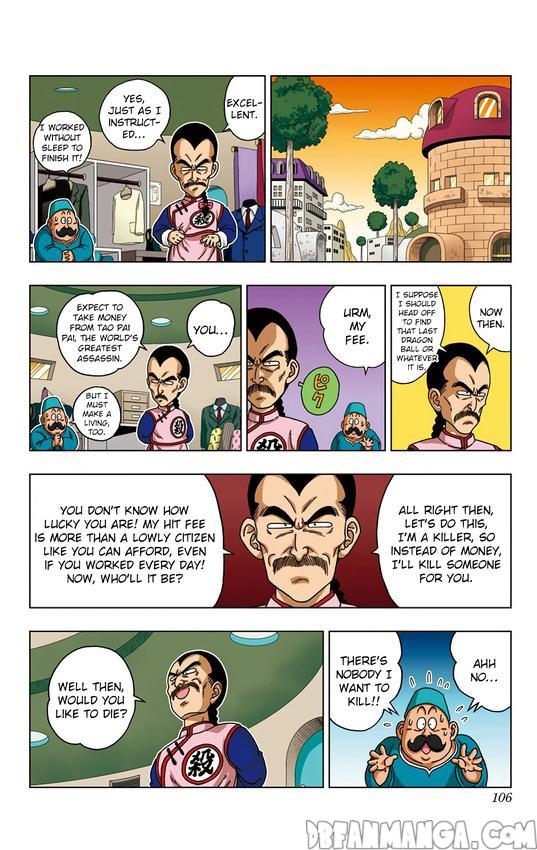 EXCEL-
LENT.
YES,
JUST AS I
INSTRUCT-
ED...
I WORKED
WITHOUT
SLEEP TO
FINISH IT!
殺
NOW
THEN.
I SUPPOSE
I SHOULD
HEAD OFF
TO FIND
THAT LAST
DRAGON
BALL OR
WHATEVER
IT IS.
URM,
MY
FEE.
ピク
YOU...
EXPECT TO
TAKE MONEY
FROM TAO PAI
PAI, THE WORLD'S
GREATEST
ASSASSIN.
BUT I
MUST MAKE
A LIVING,
TOO.
殺
ALL RIGHT THEN,
LET'S DO THIS,
I'M A KILLER, SO
INSTEAD OF MONEY,
I'LL KILL SOMEONE
FOR YOU.
YOU DON'T KNOW HOW
LUCKY YOU ARE! MY HIT FEE
IS MORE THAN A LOWLY CITIZEN
LIKE YOU CAN AFFORD, EVEN
IF YOU WORKED EVERY DAY!
NOW, WHO'LL IT BE?
AHH
NO...
THERE'S
NOBODY I
WANT TO
KILL!!
WELL THEN,
WOULD YOU
LIKE TO DIE?
殺
106
DBFANMANGA.COM